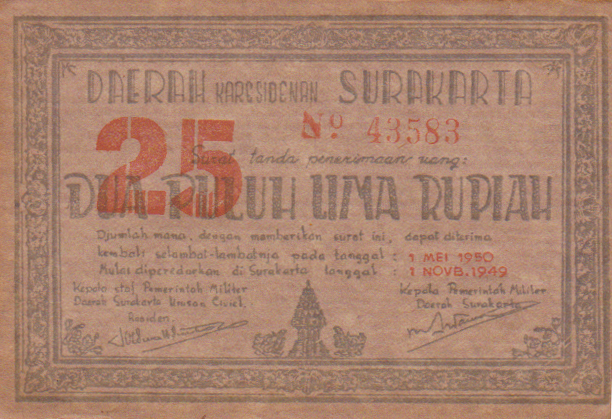 DAERAH KARESIDENAN SURAKARTA
25
Nº 43583
Surat tanda penerimaan uang:
DUA PULUH LIMA RUPIAH
Djumlah mana, dengan memberikan surat ini, dapat diterima
kembali selambat-lambatnja pada tanggal : 1 MEI 1950
Mulai diperedarkan di Surakarta tanggal : 1 NOVB. 1949
Kepala staf Pemerintah Militer
Daerah Surakarta Urusan Civiel,
Residen.
Kepala Pemerintah Militer
Daerah Surakarta